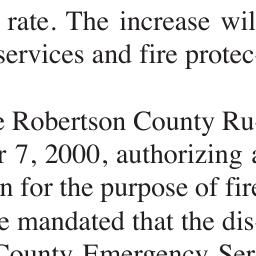 rate. The increase wil
services and fire protec-
e Robertson County Ru-
r 7, 2000, authorizing a
n for the purpose of fire
e mandated that the dis-
County Emergency Ser-